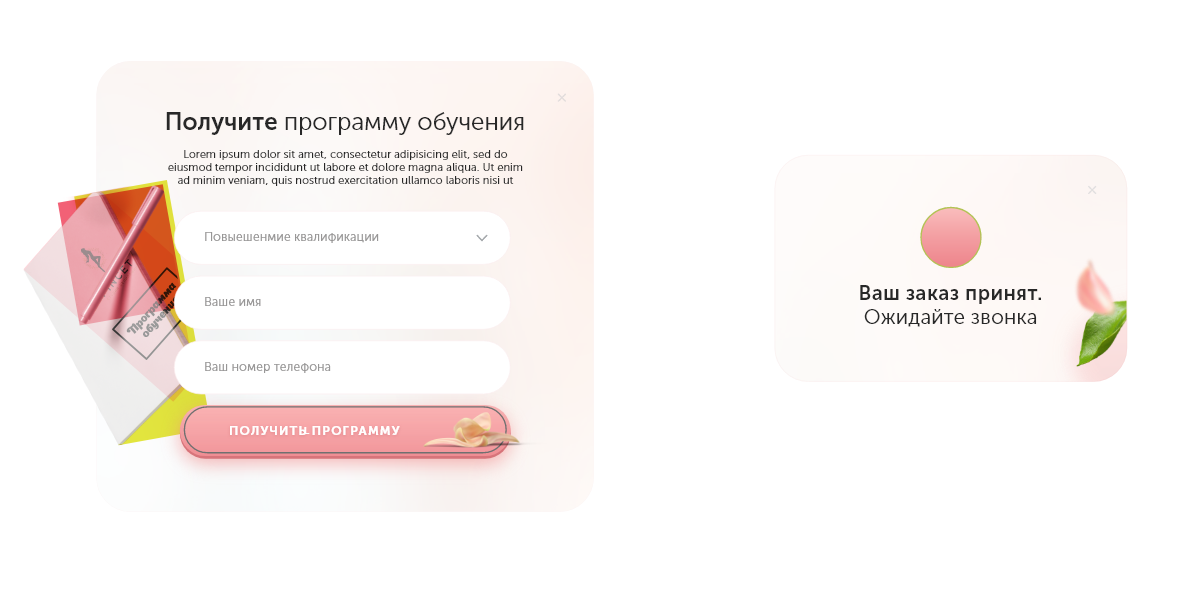 Получите программу обучения
Lorem ipsum dolor sit amet, consectetur adipisicing elit, sed do
eiusmod tempor incididunt ut labore et dolore magna aliqua. Ut enim
ad minim veniam, quis nostrud exercitation ullamco laboris nisi ut
Повыешенмие квалификации
Ваше имя
Ваш номер телефона
ПОЛУЧИТЬ ПРОГРАММУ
Программа
Ваш заказ принят.
Ожидайте звонка